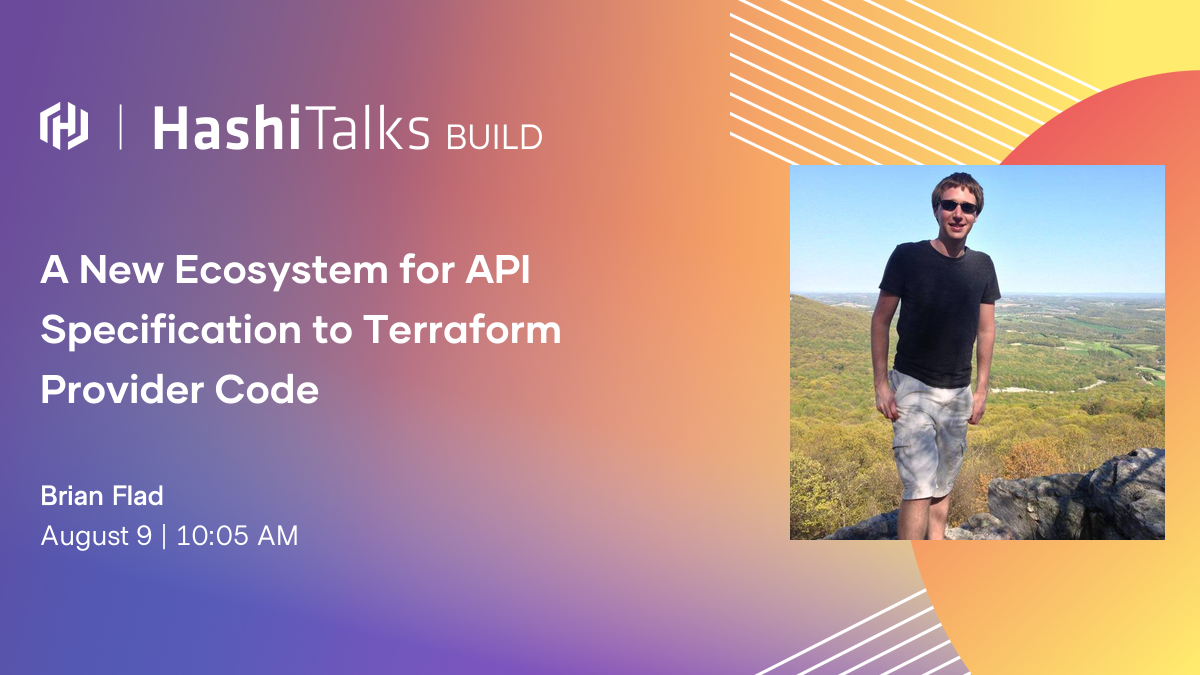 HashiTalks BUILD
A New Ecosystem for API
Specification to Terraform
Provider Code
Brian Flad
August 9 | 10:05 AM